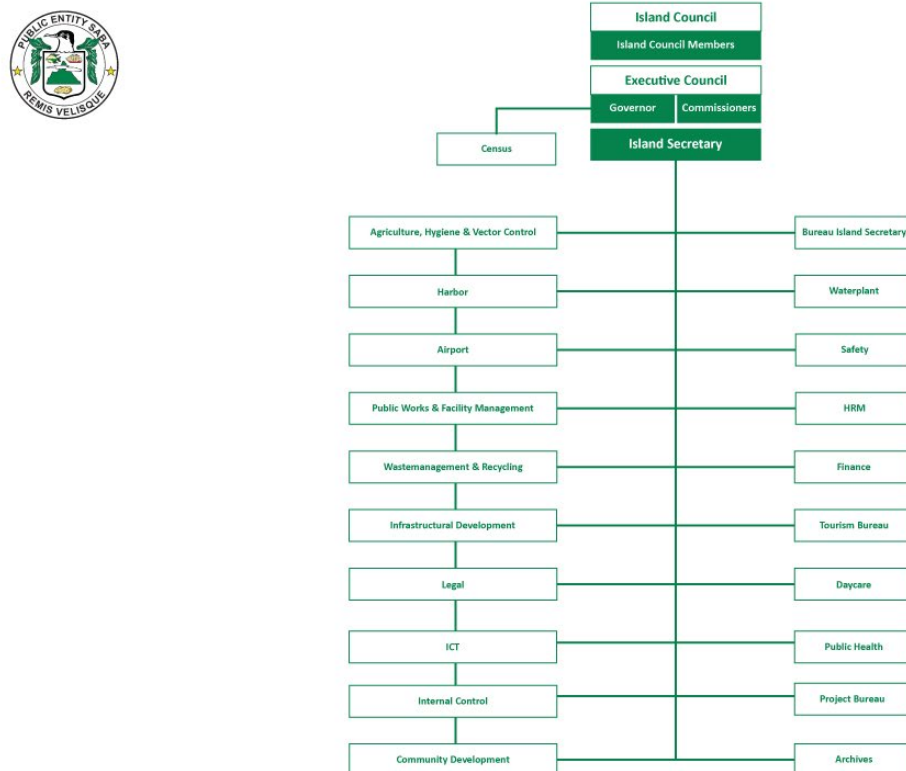 PUBLIC ENTITY SABA
REMIS VELISQUE
Island Council
Island Council Members
Executive Council
Governor
Commissioners
Census
Island Secretary
Agriculture, Hygiene & Vector Control
Bureau Island Secretary
Harbor
Waterplant
Airport
Safety
Public Works & Facility Management
HRM
Wastemanagement & Recycling
Finance
Infrastructural Development
Tourism Bureau
Legal
Daycare
ICT
Public Health
Internal Control
Project Bureau
Community Development
Archives